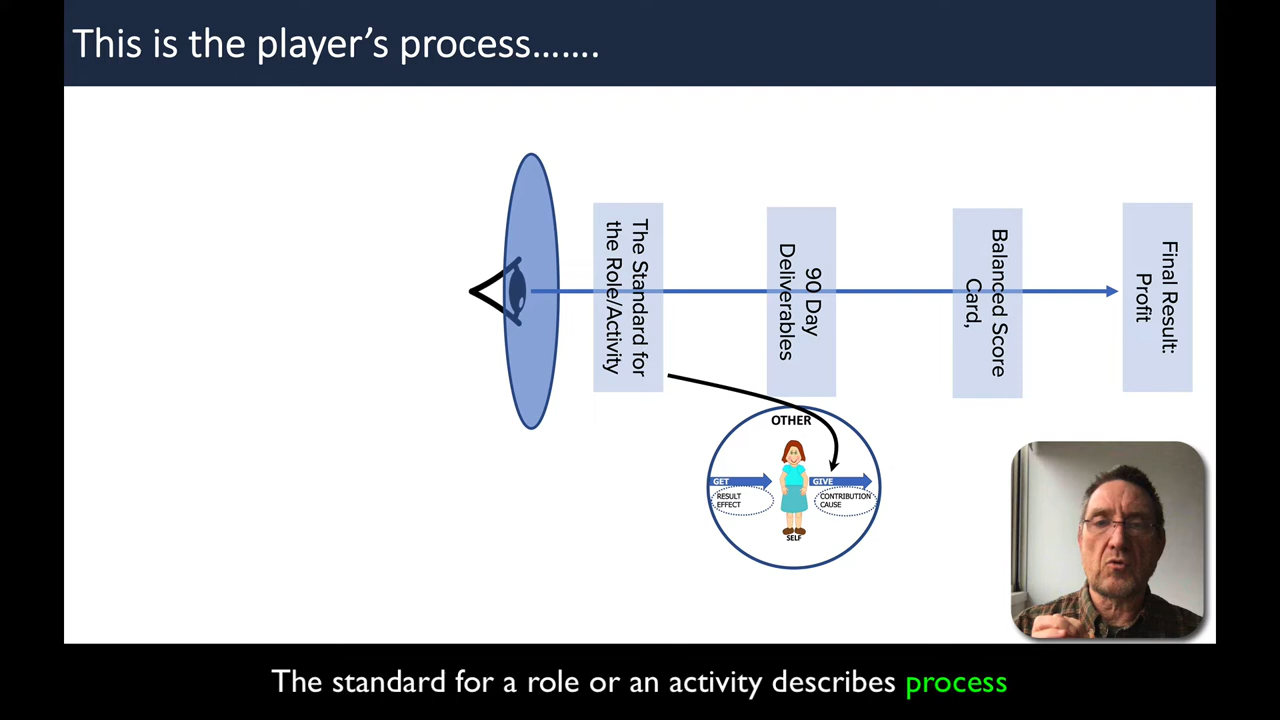 This is the player's process.......
The Standard for
the Role/Activity
90 Day
Deliverables
Balanced Score
Card,
Final Result:
Profit
OTHER
GET
GIVE
RESULT
EFFECT
CONTRIBUTION
CAUSE
SELF
The standard for a role or an activity describes process